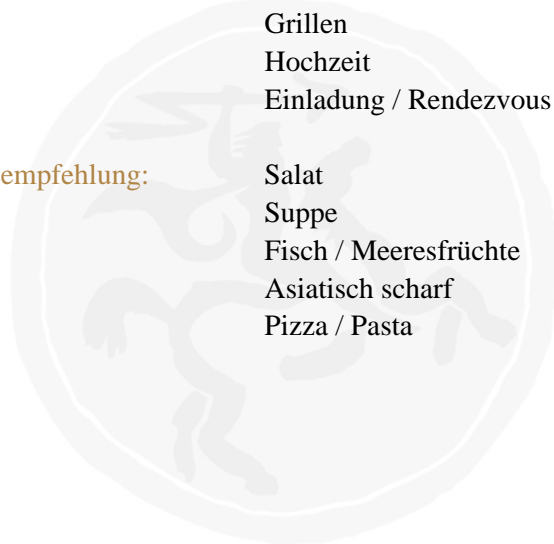 Grillen
Hochzeit
Einladung / Rendezvous
empfehlung: Salat
Suppe
Fisch / Meeresfrüchte
Asiatisch scharf
Pizza / Pasta